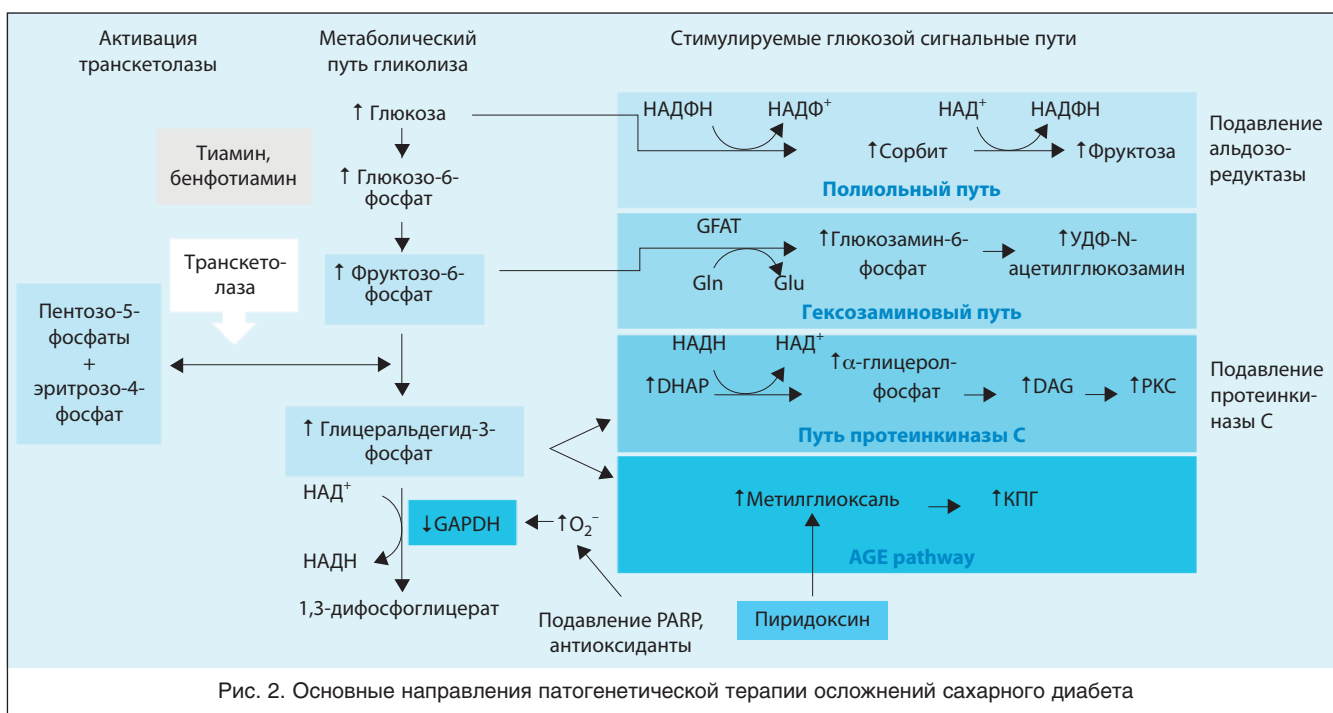 Активация
транскетолазы
Метаболический
путь гликолиза
Стимулируемые глюкозой сигнальные пути
↑ Глюкоза
Тиамин,
бенфотиамин
↑ Глюкозо-6-
фосфат
Транскето-
лаза
↑ Фруктозо-6-
фосфат
Пентозо-5-
фосфаты
+
эритрозо-4-
фосфат
↑ Глицеральдегид-3-
фосфат
НАД⁺
НАДН
↓GAPDH
↑O₂⁻
1,3-дифосфоглицерат
Подавление PARP,
антиоксиданты
НАДФН НАДФ⁺ НАД⁺ НАДФН
↑Сорбит ↑Фруктоза
Полиольный путь
Подавление
альдозо-
редуктазы
GFAT
Gln Glu
↑Глюкозамин-6-
фосфат
↑УДФ-N-
ацетилглюкозамин
Гексозаминовый путь
НАДН НАД⁺
↑DHAP
↑α-глицерол-
фосфат
↑DAG ↑PKC
Путь протеинкиназы С
Подавление
протеинки-
назы С
↑Метилглиоксаль ↑КПГ
AGE pathway
Пиридоксин
Рис. 2. Основные направления патогенетической терапии осложнений сахарного диабета